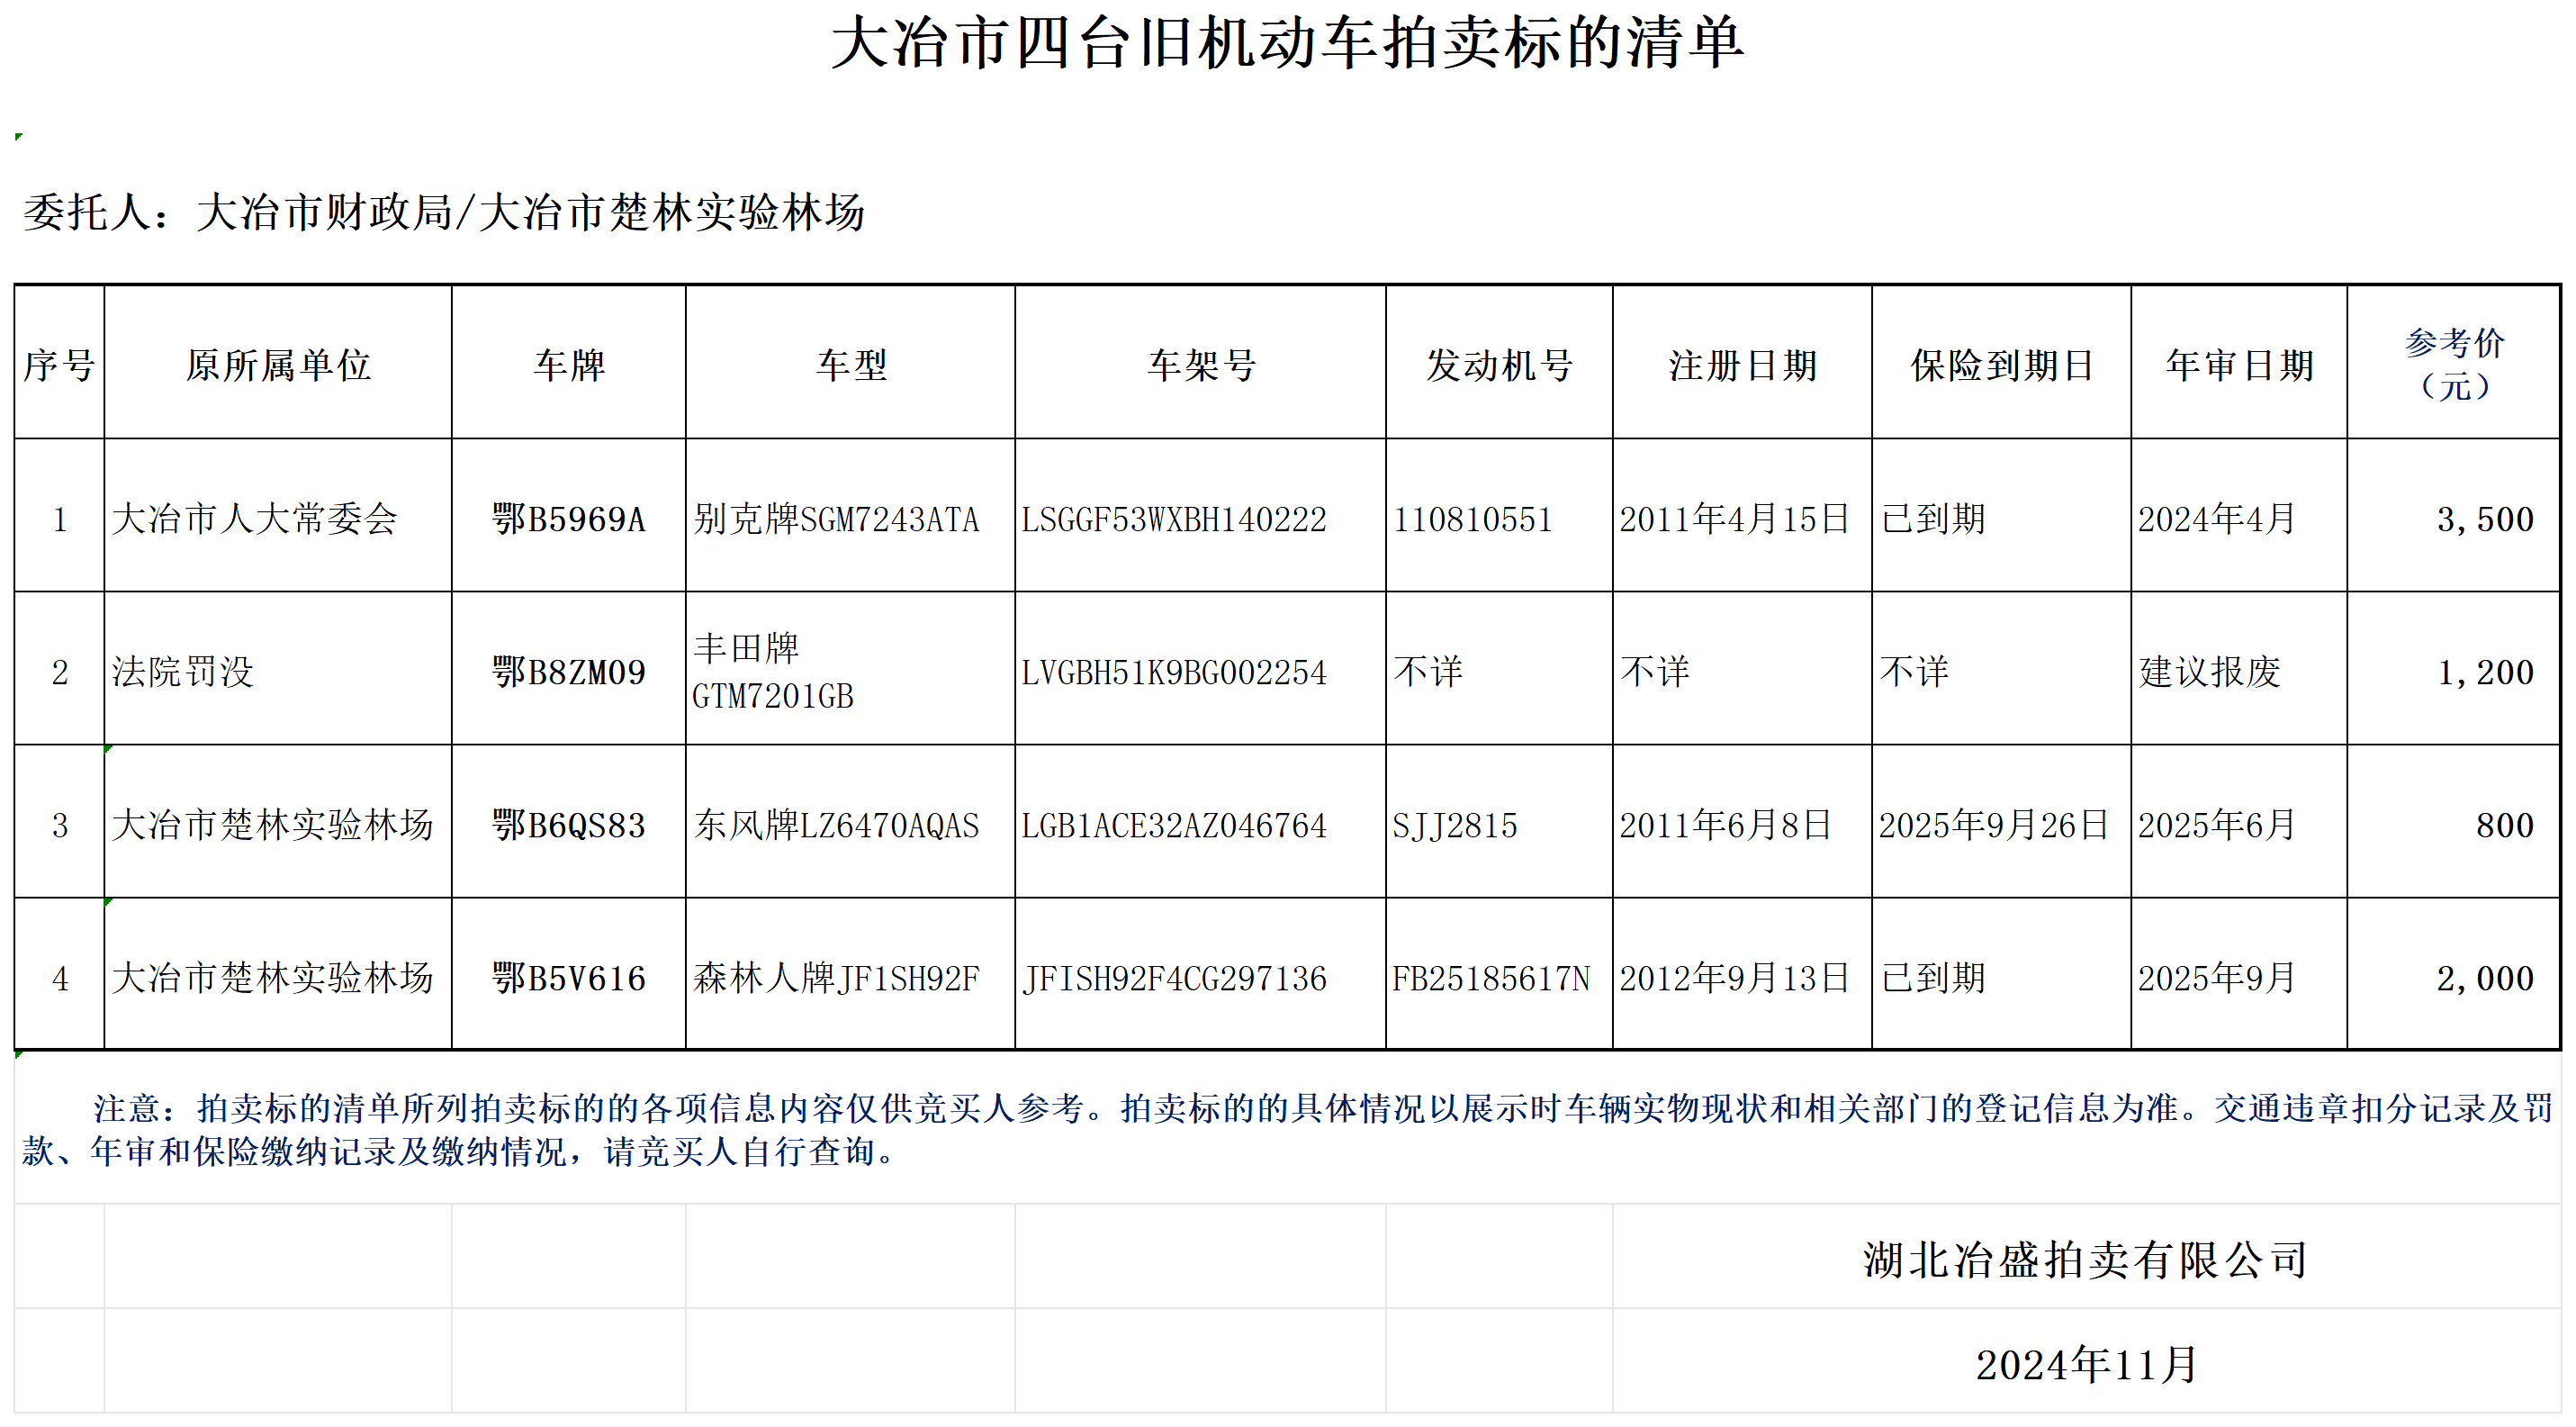 大冶市四台旧机动车拍卖标的清单
委托人：大冶市财政局/大冶市楚林实验林场
序号 原所属单位 车牌 车型 车架号 发动机号 注册日期 保险到期日 年审日期 参考价（元）
1 大冶市人大常委会 鄂B5969A 别克牌SGM7243ATA LSGGF53WXBH140222 110810551 2011年4月15日 已到期 2024年4月 3,500
2 法院罚没 鄂B8ZM09 丰田牌GTM7201GB LVGBH51K9BG002254 不详 不详 不详 建议报废 1,200
3 大冶市楚林实验林场 鄂B6QS83 东风牌LZ6470AQAS LGB1ACE32AZ046764 SJJ2815 2011年6月8日 2025年9月26日 2025年6月 800
4 大冶市楚林实验林场 鄂B5V616 森林人牌JF1SH92F JFISH92F4CG297136 FB25185617N 2012年9月13日 已到期 2025年9月 2,000
注意：拍卖标的清单所列拍卖标的的各项信息内容仅供竞买人参考。拍卖标的的具体情况以展示时车辆实物现状和相关部门的登记信息为准。交通违章扣分记录及罚
款、年审和保险缴纳记录及缴纳情况，请竞买人自行查询。
湖北冶盛拍卖有限公司
2024年11月